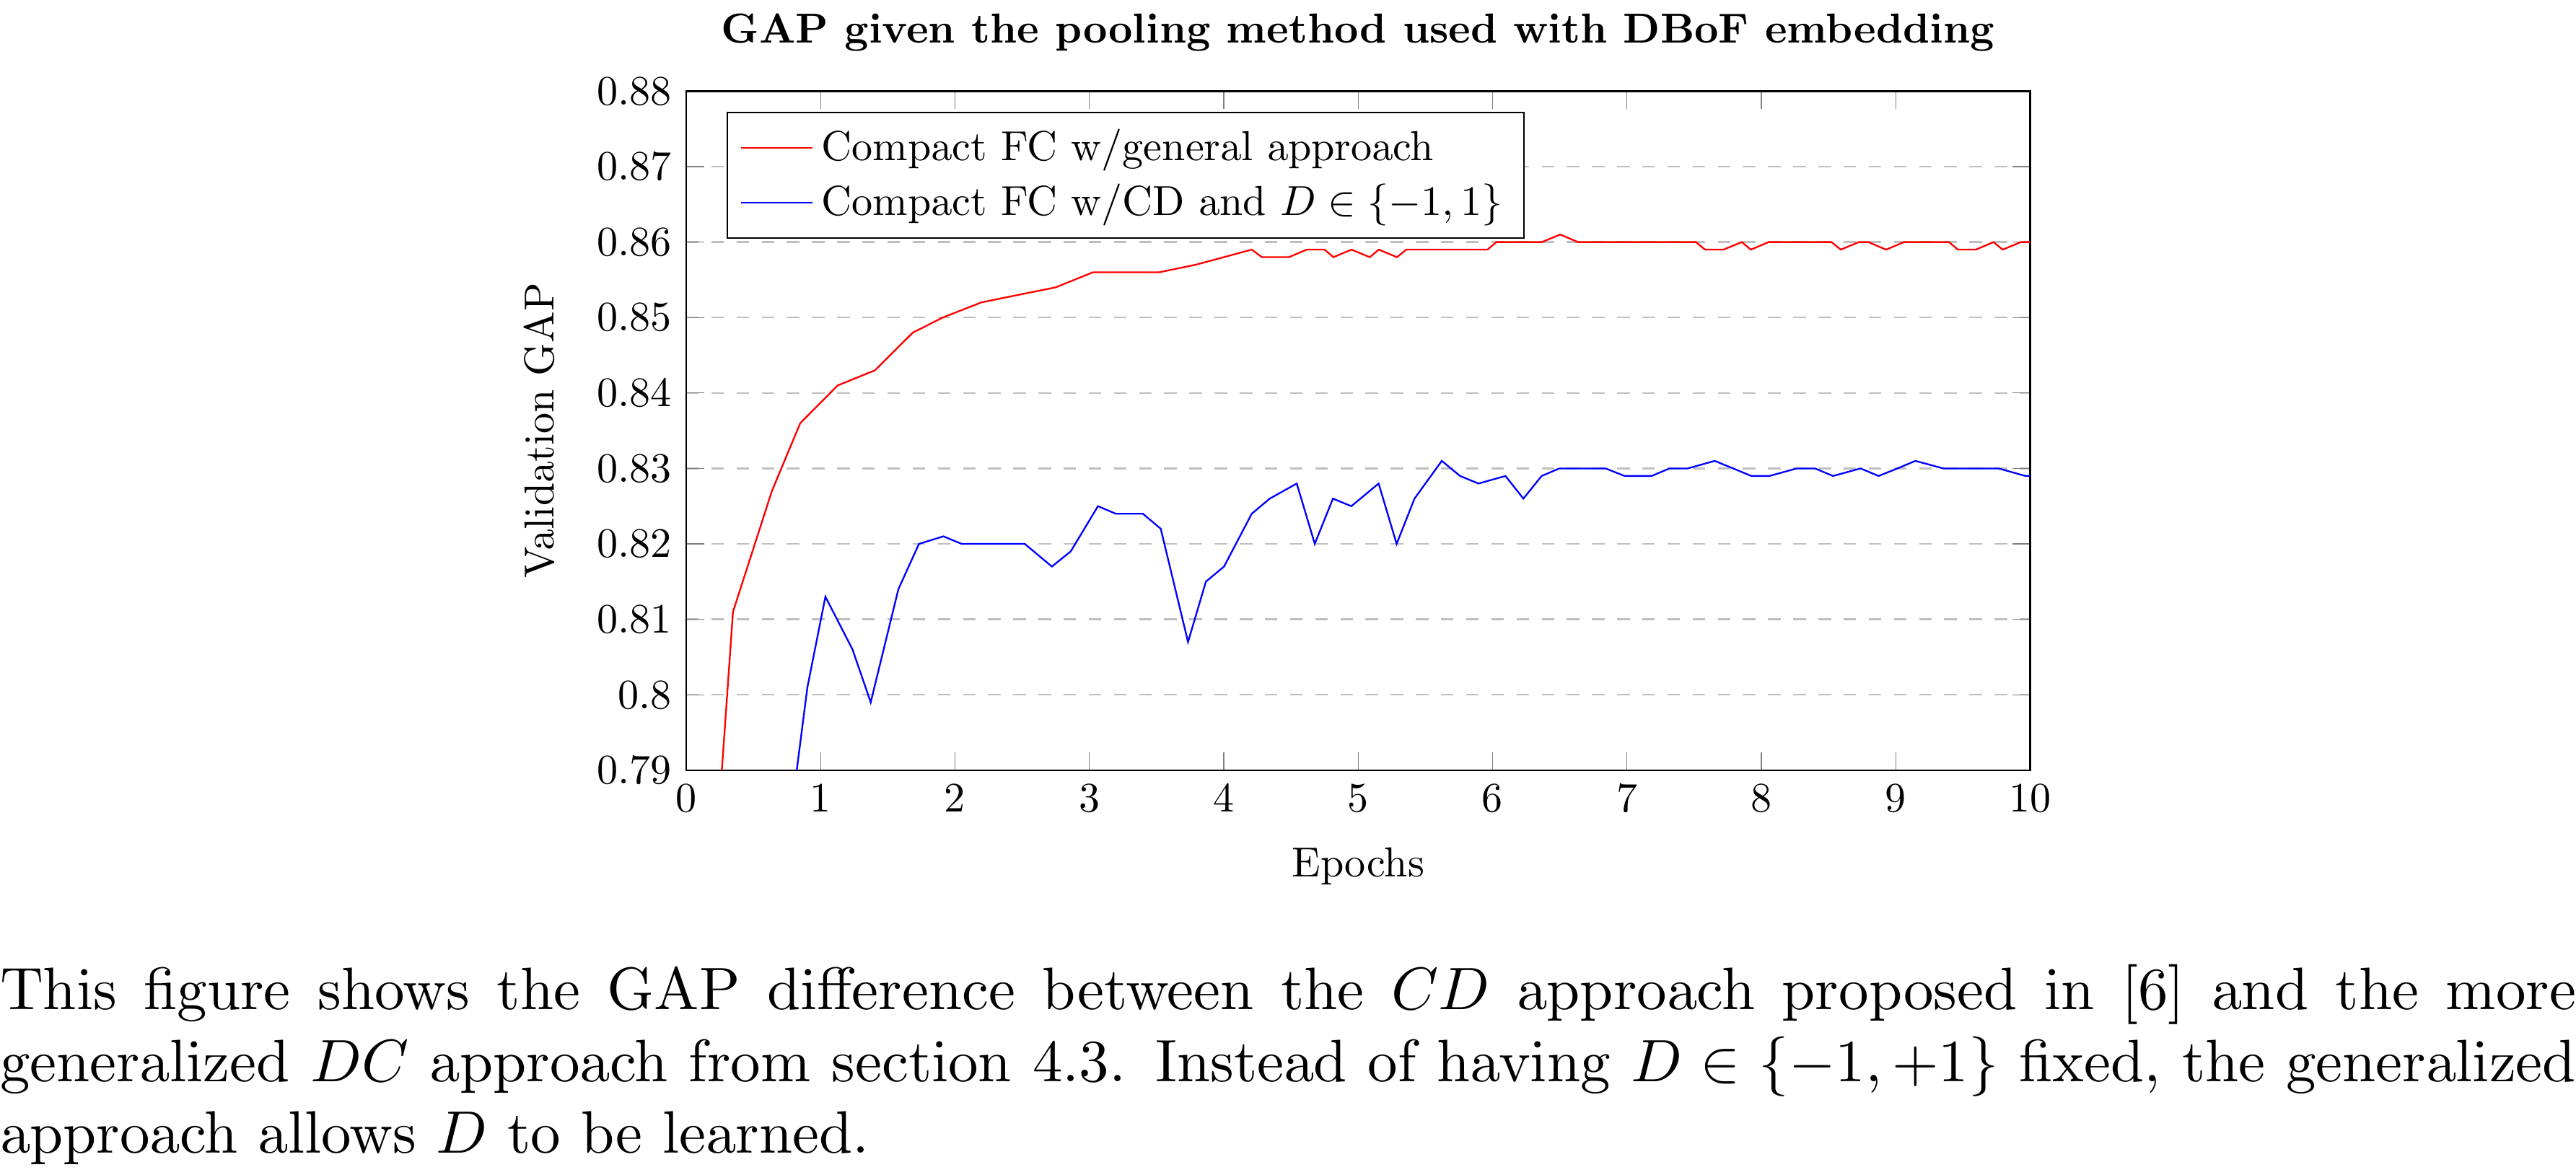 GAP given the pooling method used with DBoF embedding
0.88
Compact FC w/general approach
0.87
Compact FC w/CD and D ∈ {−1, 1}
0.86
0.85
0.84
0.83
0.82
0.81
0.8
0.79
Validation GAP
0 1 2 3 4 5 6 7 8 9 10
Epochs
This figure shows the GAP difference between the CD approach proposed in [6] and the more
generalized DC approach from section 4.3. Instead of having D ∈ {−1, +1} fixed, the generalized
approach allows D to be learned.